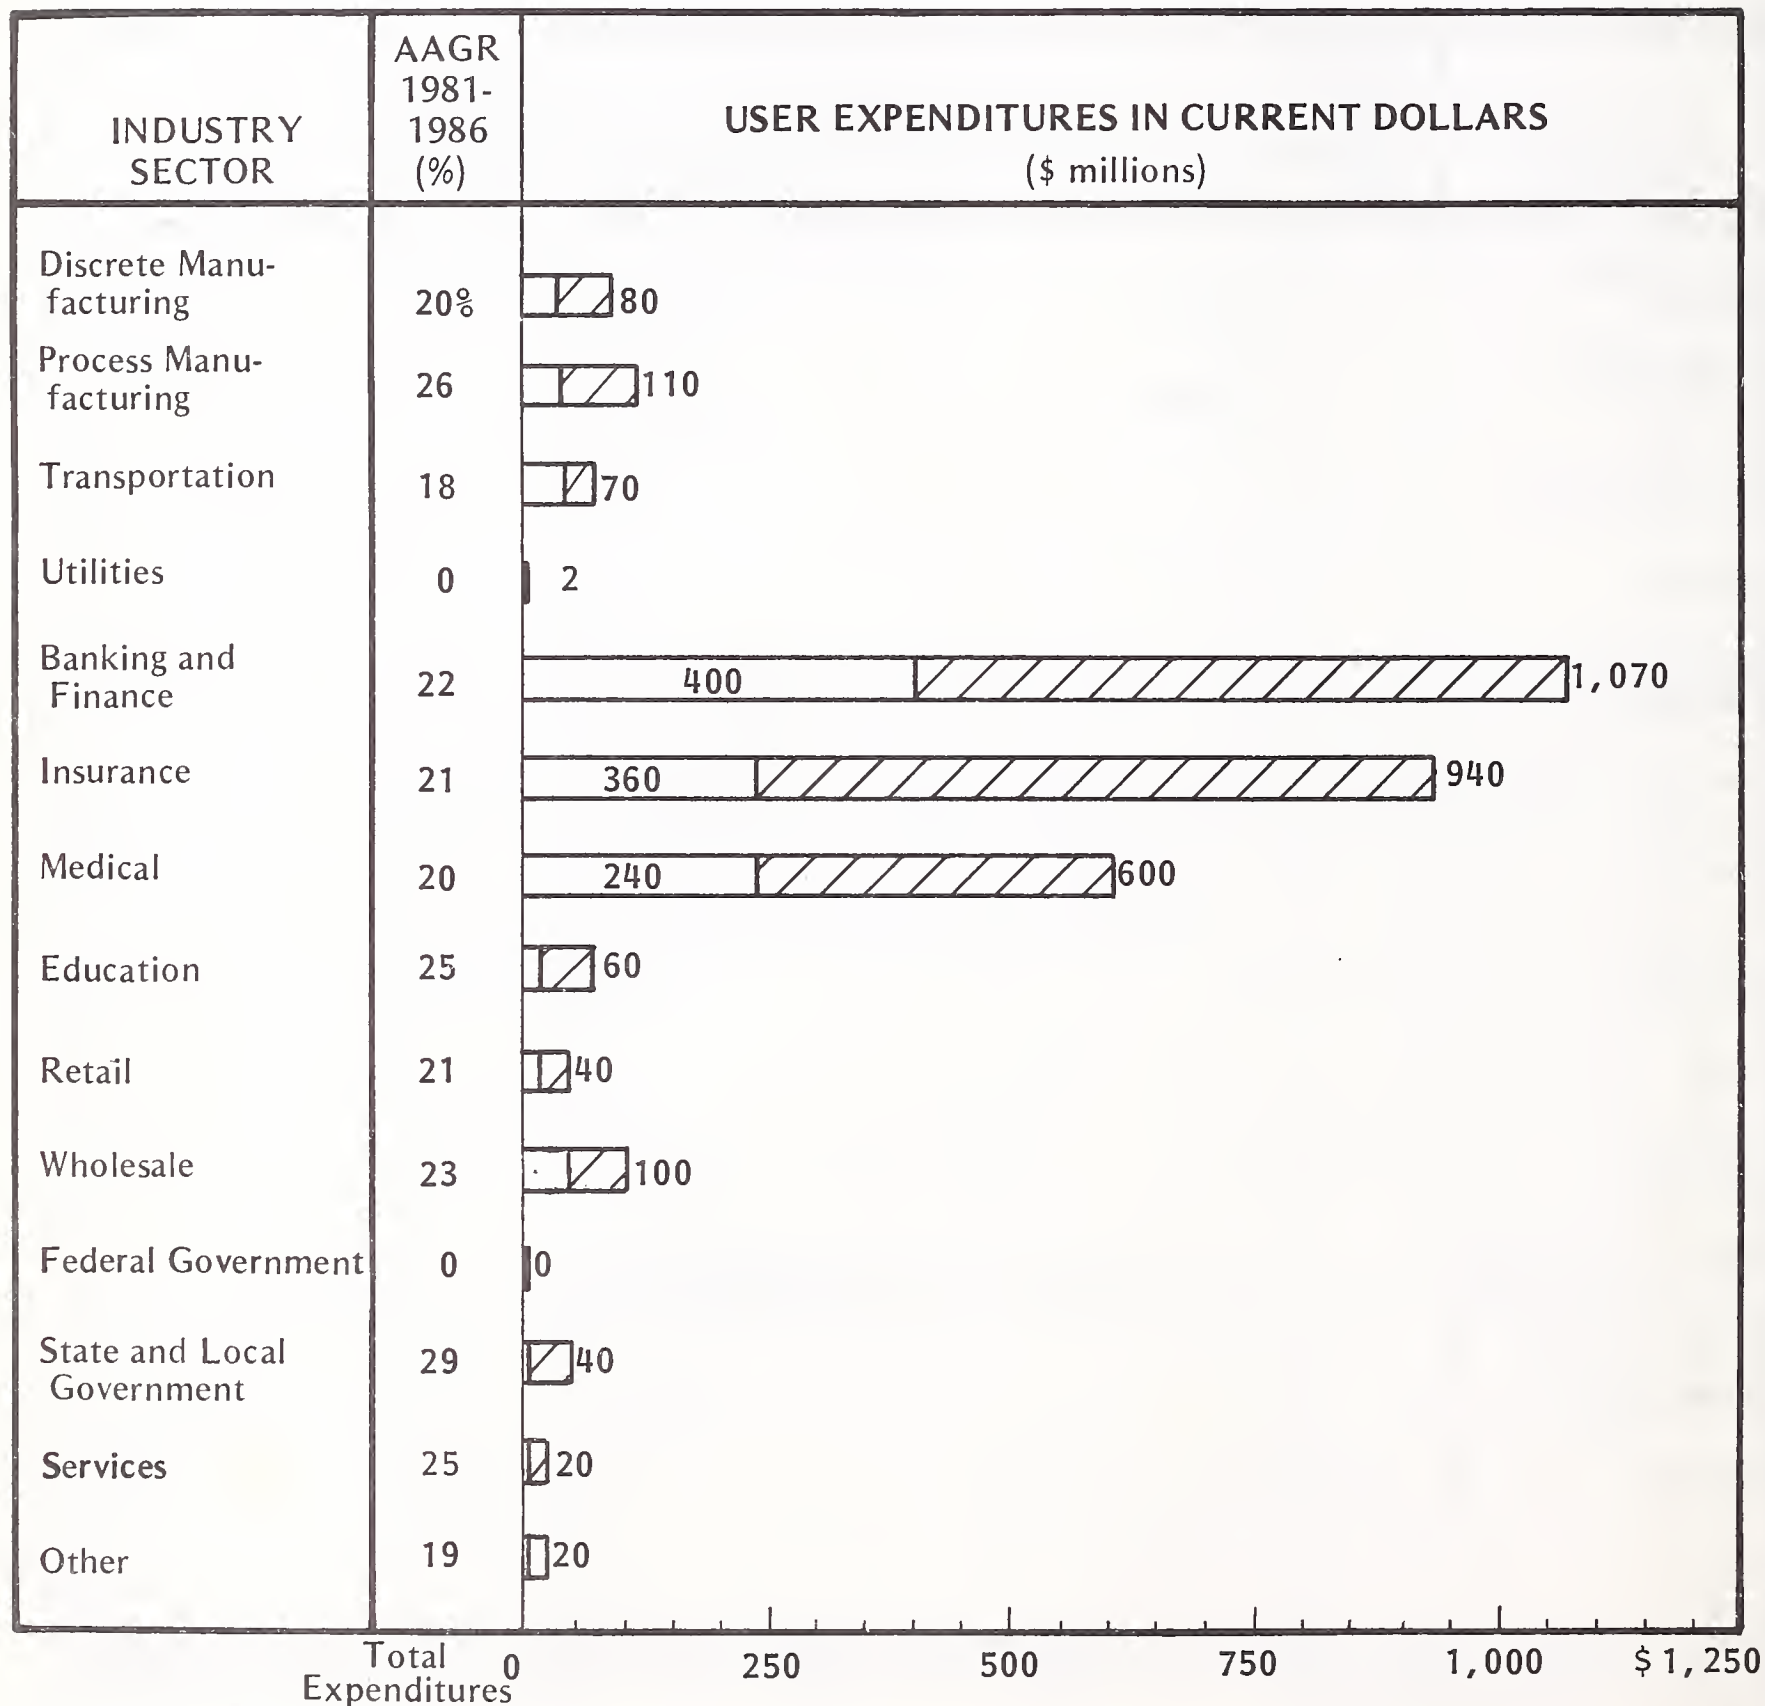 INDUSTRY
SECTOR
AAGR
1981-
1986
(%)
USER EXPENDITURES IN CURRENT DOLLARS
($ millions)
Discrete Manu-
facturing
20%
80
Process Manu-
facturing
26
110
Transportation
18
70
Utilities
0
2
Banking and
Finance
22
400
1,070
Insurance
21
360
940
Medical
20
240
600
Education
25
60
Retail
21
40
Wholesale
23
100
Federal Government
0
0
State and Local
Government
29
40
Services
25
20
Other
19
20
Total
Expenditures
0 250 500 750 1,000 $1,250